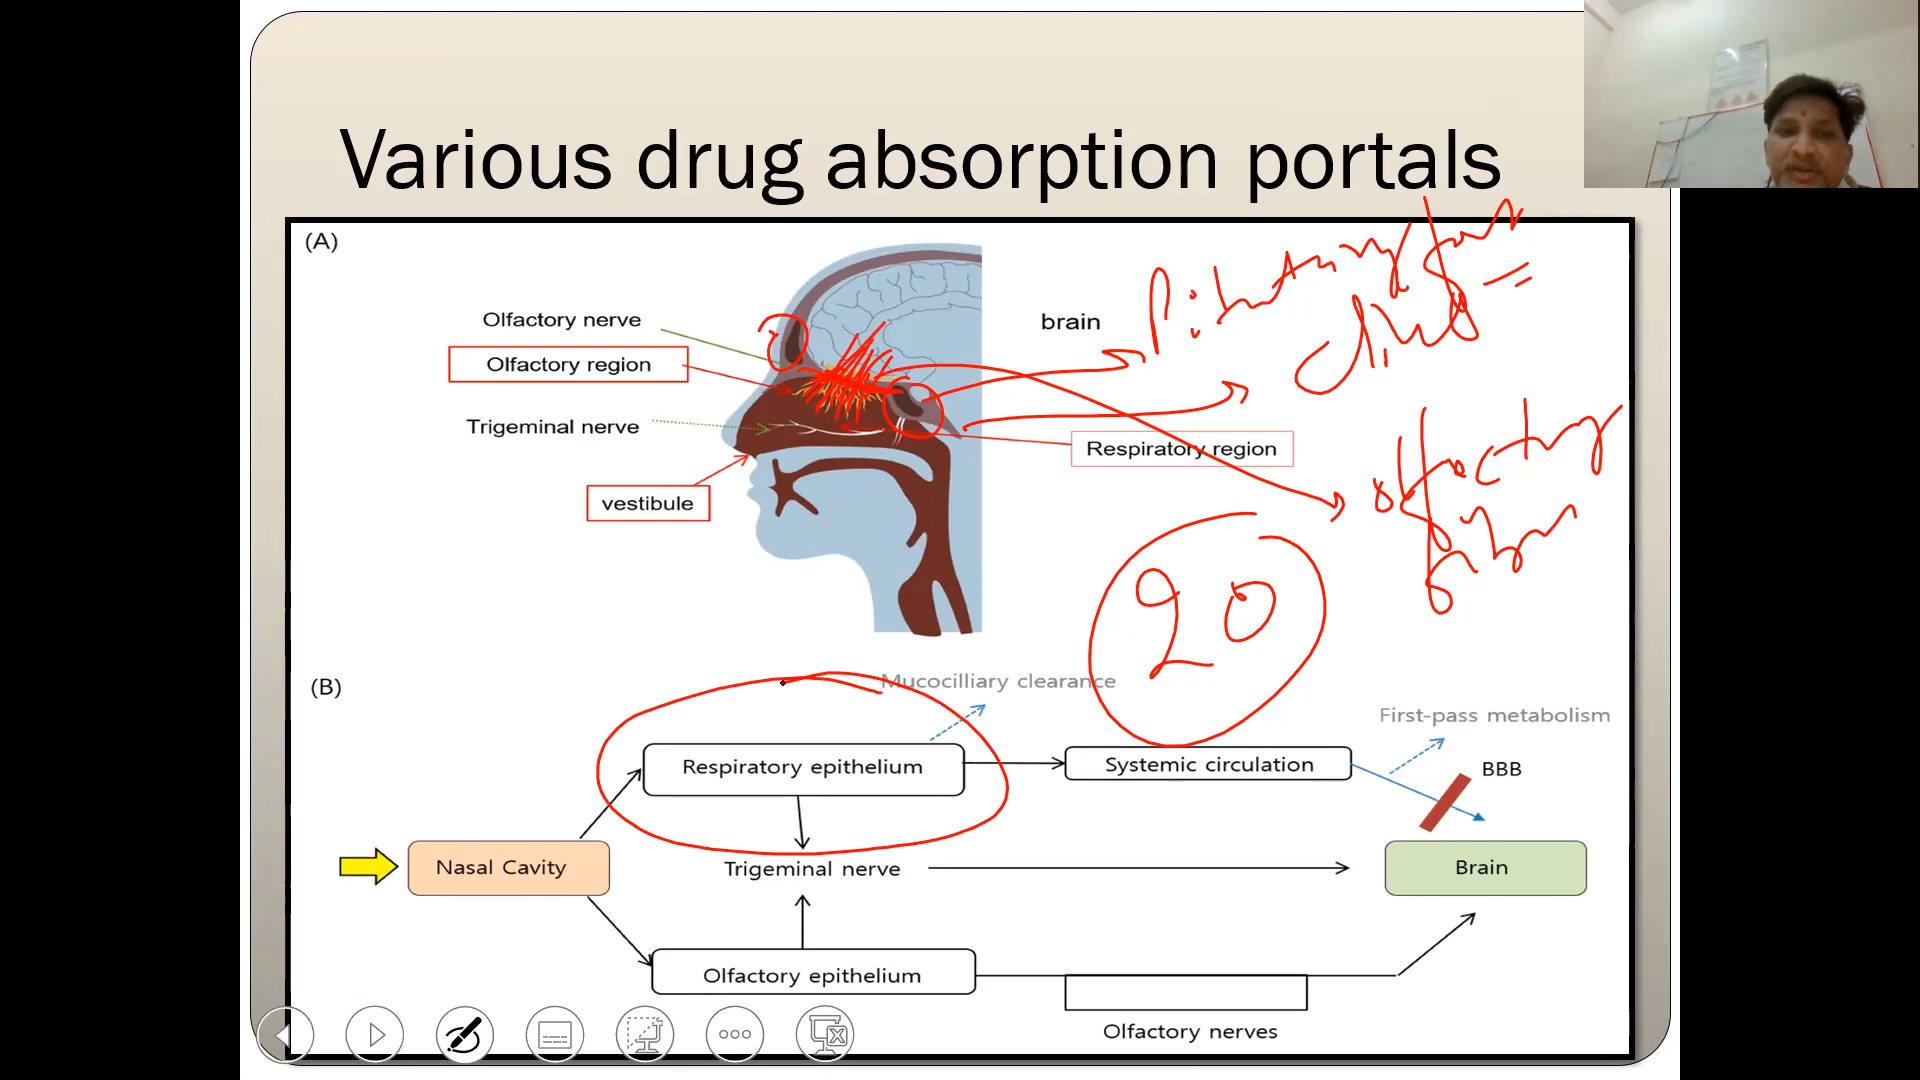 Various drug absorption portals
(A)
Olfactory nerve
Olfactory region
Trigeminal nerve
vestibule
brain
Respiratory region
20
(B)
Mucocilliary clearance
First-pass metabolism
Respiratory epithelium
Systemic circulation
BBB
Nasal Cavity
Trigeminal nerve
Brain
Olfactory epithelium
Olfactory nerves